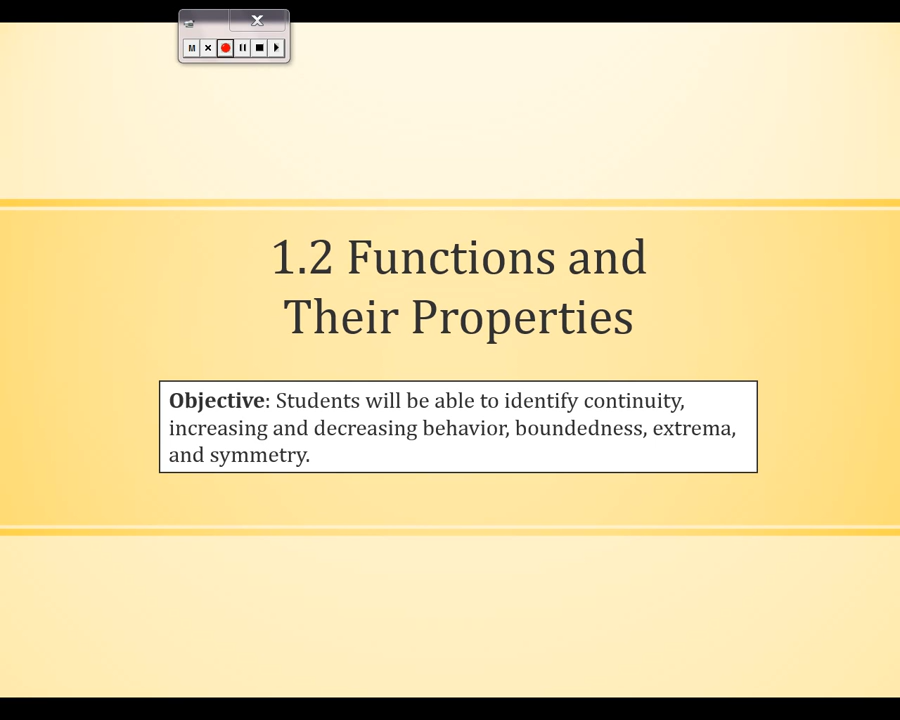 M
1.2 Functions and
Their Properties
Objective: Students will be able to identify continuity,
increasing and decreasing behavior, boundedness, extrema,
and symmetry.